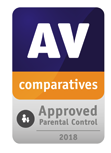 AV
comparatives
Approved
Parental Control
2018